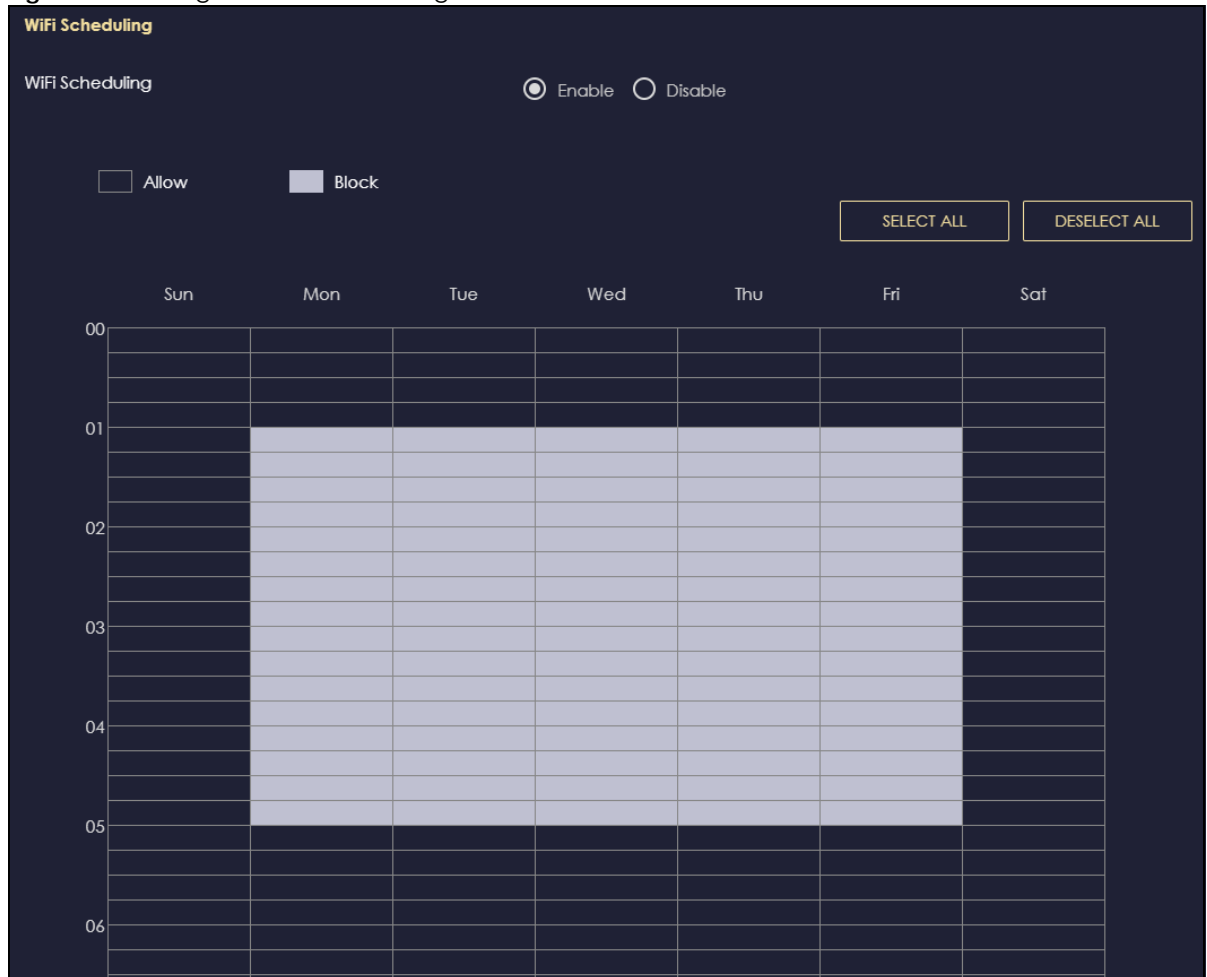 WiFi Scheduling
WiFi Scheduling Enable Disable
Allow Block
SELECT ALL DESELECT ALL
Sun Mon Tue Wed Thu Fri Sat
00
01
02
03
04
05
06